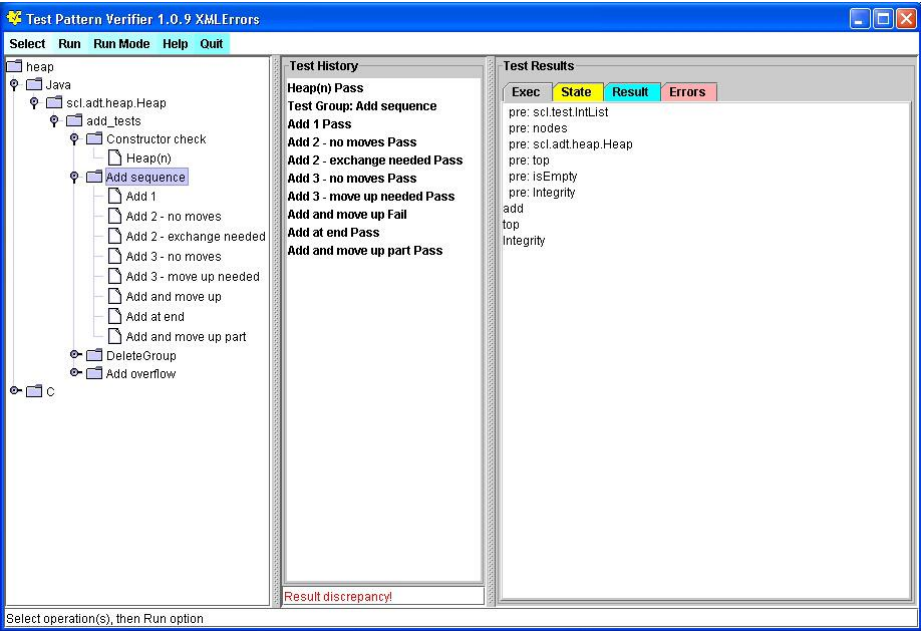 Test Pattern Verifier 1.0.9 XMLErrors
Select Run Run Mode Help Quit
heap
Java
scl.adt.heap.Heap
add_tests
Constructor check
Heap(n)
Add sequence
Add 1
Add 2 - no moves
Add 2 - exchange needed
Add 3 - no moves
Add 3 - move up needed
Add and move up
Add at end
Add and move up part
DeleteGroup
Add overflow
C
Test History
Heap(n) Pass
Test Group: Add sequence
Add 1 Pass
Add 2 - no moves Pass
Add 2 - exchange needed Pass
Add 3 - no moves Pass
Add 3 - move up needed Pass
Add and move up Fail
Add at end Pass
Add and move up part Pass
Result discrepancy!
Test Results
Exec State Result Errors
pre: scl.test.IntList
pre: nodes
pre: scl.adt.heap.Heap
pre: top
pre: isEmpty
pre: Integrity
add
top
Integrity
Select operation(s), then Run option